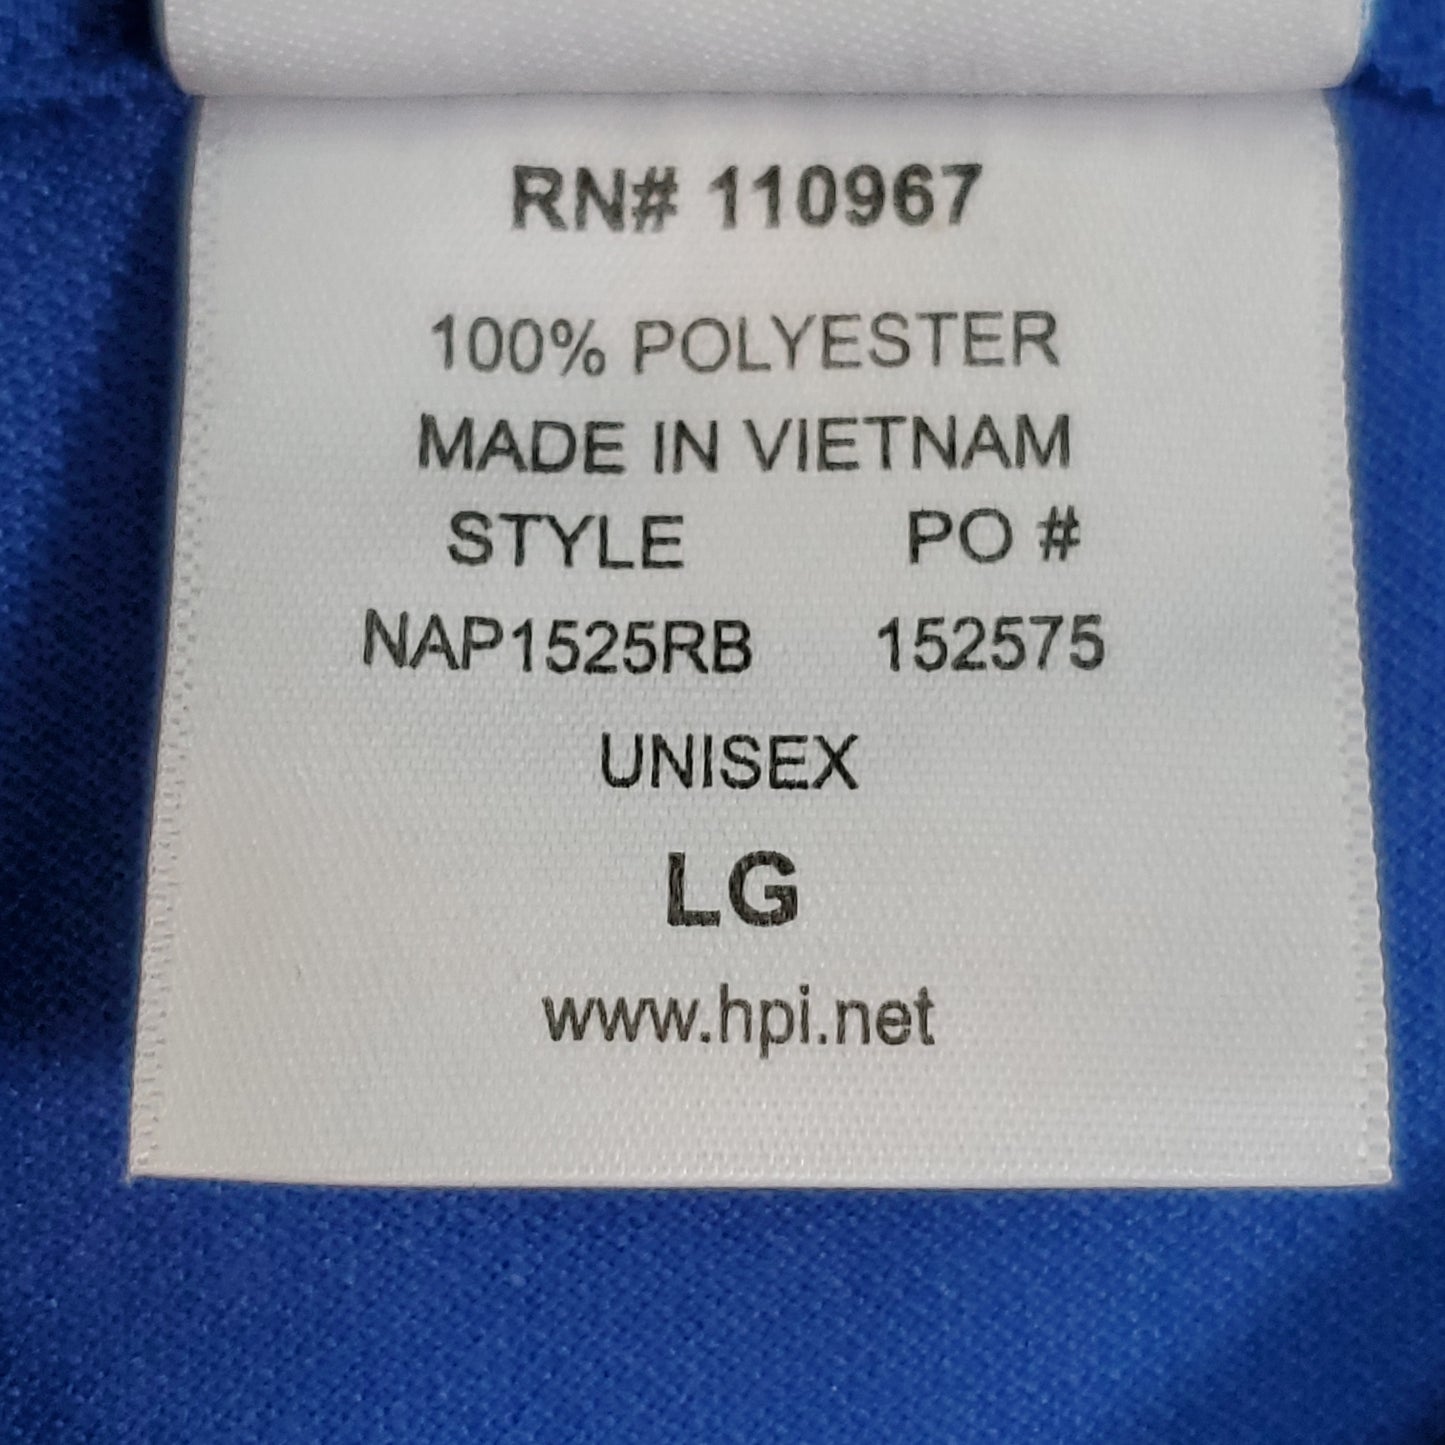 RN# 110967
100% POLYESTER
MADE IN VIETNAM
STYLE PO #
NAP1525RB 152575
UNISEX
LG
www.hpi.net